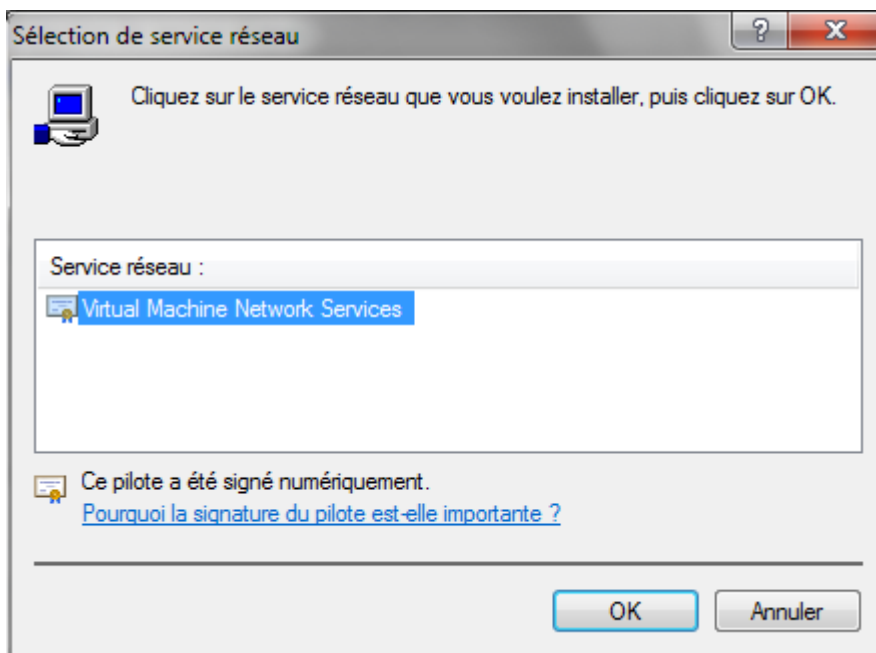 Sélection de service réseau
Cliquez sur le service réseau que vous voulez installer, puis cliquez sur OK.
Service réseau :
Virtual Machine Network Services
Ce pilote a été signé numériquement.
Pourquoi la signature du pilote est-elle importante ?
OK
Annuler